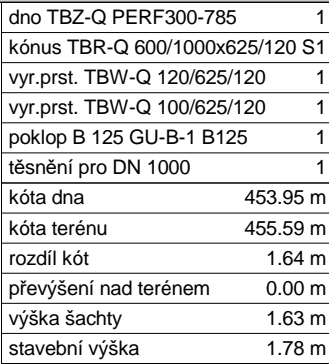 dno TBZ-Q PERF300-785 1
kónus TBR-Q 600/1000x625/120 S1
vyr.prst. TBW-Q 120/625/120 1
vyr.prst. TBW-Q 100/625/120 1
poklop B 125 GU-B-1 B125 1
těsnění pro DN 1000 1
kóta dna 453.95 m
kóta terénu 455.59 m
rozdíl kót 1.64 m
převýšení nad terénem 0.00 m
výška šachty 1.63 m
stavební výška 1.78 m